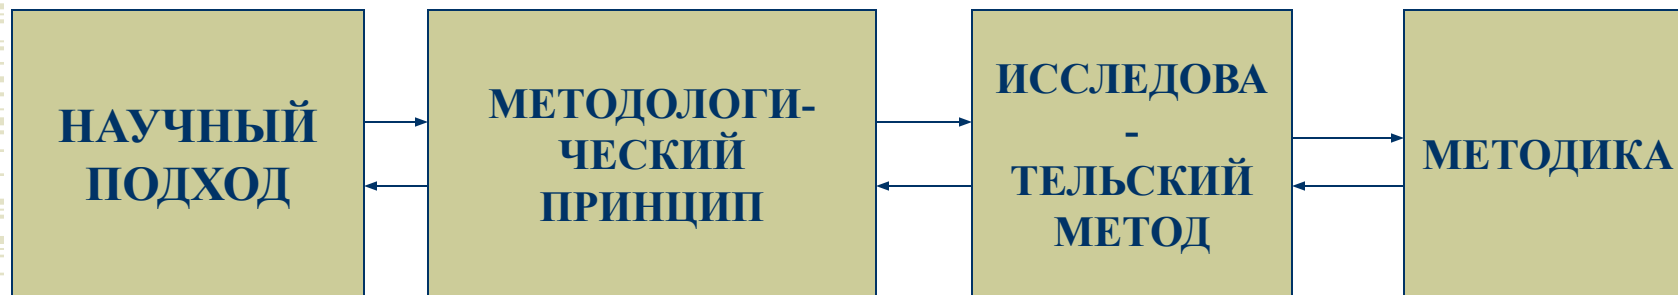 НАУЧНЫЙ
ПОДХОД
МЕТОДОЛОГИ-
ЧЕСКИЙ
ПРИНЦИП
ИССЛЕДОВА
-
ТЕЛЬСКИЙ
МЕТОД
МЕТОДИКА